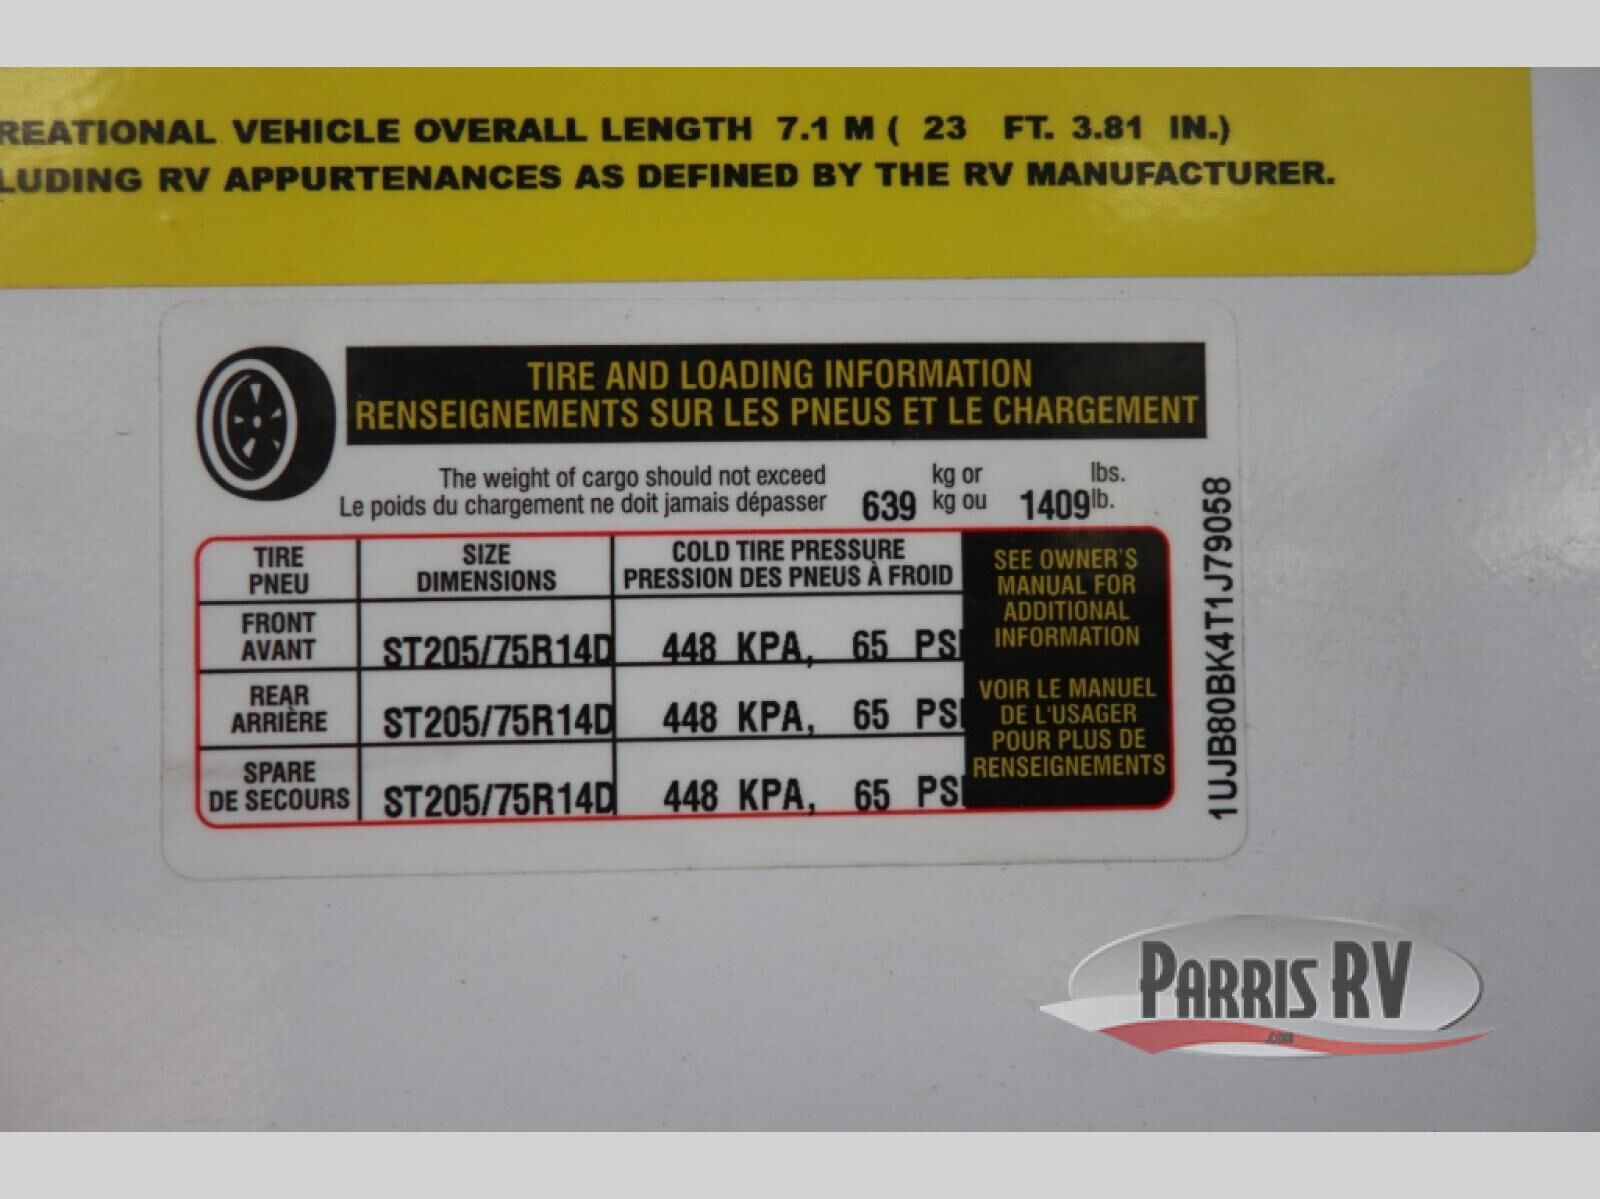 REATIONAL VEHICLE OVERALL LENGTH 7.1 M ( 23 FT. 3.81 IN.)
LUDING RV APPURTENANCES AS DEFINED BY THE RV MANUFACTURER.
TIRE AND LOADING INFORMATION
RENSEIGNEMENTS SUR LES PNEUS ET LE CHARGEMENT
The weight of cargo should not exceed kg or lbs.
Le poids du chargement ne doit jamais dépasser 639 kg ou 1409 lb.
TIRE
PNEU
SIZE
DIMENSIONS
COLD TIRE PRESSURE
PRESSION DES PNEUS À FROID
FRONT
AVANT
ST205/75R14D
448 KPA, 65 PSI
REAR
ARRIÈRE
ST205/75R14D
448 KPA, 65 PSI
SPARE
DE SECOURS
ST205/75R14D
448 KPA, 65 PSI
SEE OWNER'S
MANUAL FOR
ADDITIONAL
INFORMATION
VOIR LE MANUEL
DE L'USAGER
POUR PLUS DE
RENSEIGNEMENTS
1UJB80BK4T1J79058
PARRIS RV
.COM